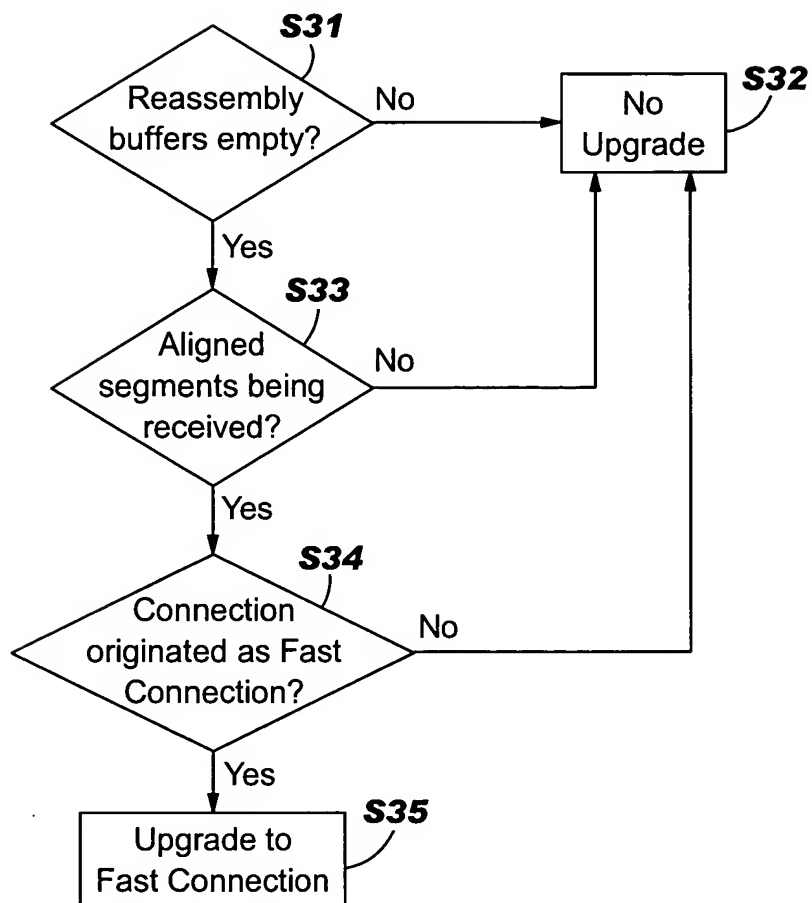 S31
Reassembly
buffers empty?
No
S32
No
Upgrade
Yes
S33
Aligned
segments being
received?
No
Yes
S34
Connection
originated as Fast
Connection?
No
Yes
S35
Upgrade to
Fast Connection